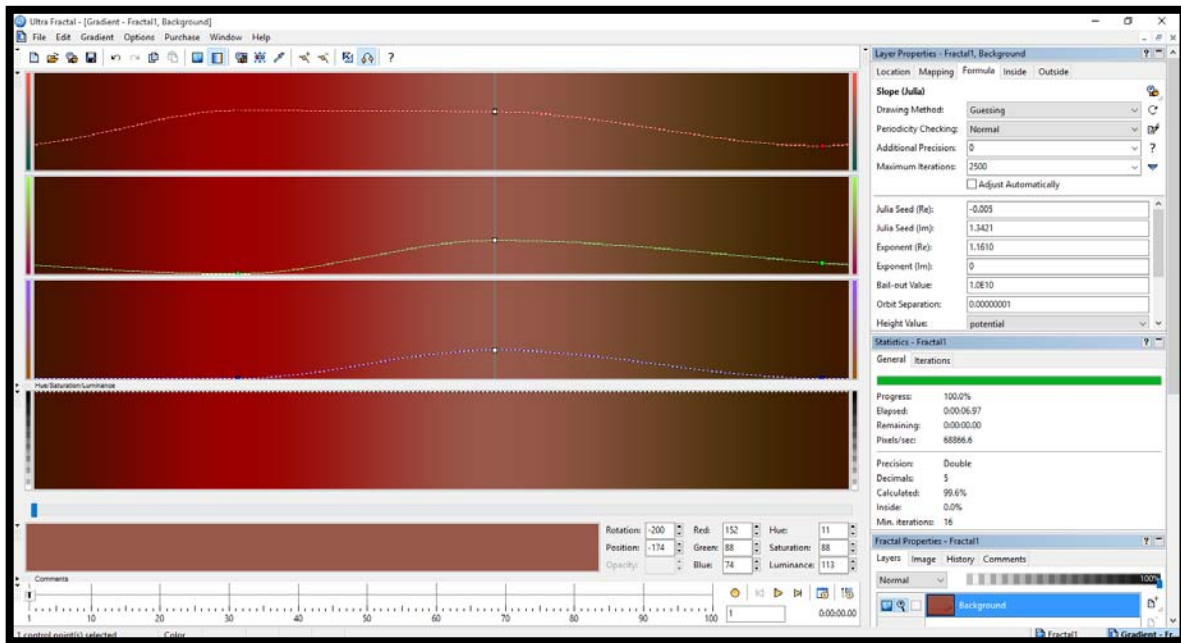 Ultra Fractal - [Gradient - Fractal1, Background]
File Edit Gradient Options Purchase Window Help
?
Hue/Saturation/Luminance
Rotation: -200 Red: 152 Hue: 11
Position: -174 Green: 88 Saturation: 88
Opacity: Blue: 74 Luminance: 113
Comments
1 10 20 30 40 50 60 70 80 90 100
1 0:00:00.00
1 control point(s) selected Color
Layer Properties - Fractal1, Background
Location Mapping Formula Inside Outside
Slope (Julia)
Drawing Method: Guessing
Periodicity Checking: Normal
Additional Precision: 0
Maximum Iterations: 2500
Adjust Automatically
Julia Seed (Re): -0.005
Julia Seed (Im): 1.3421
Exponent (Re): 1.1610
Exponent (Im): 0
Bail-out Value: 1.0E10
Orbit Separation: 0.00000001
Height Value: potential
Statistics - Fractal1
General Iterations
Progress: 100.0%
Elapsed: 0:00:06.97
Remaining: 0:00:00.00
Pixels/sec: 68866.6
Precision: Double
Decimals: 5
Calculated: 99.6%
Inside: 0.0%
Min. iterations: 16
Fractal Properties - Fractal1
Layers Image History Comments
Normal 100%
Background
Fractal1 Gradient - Fr...